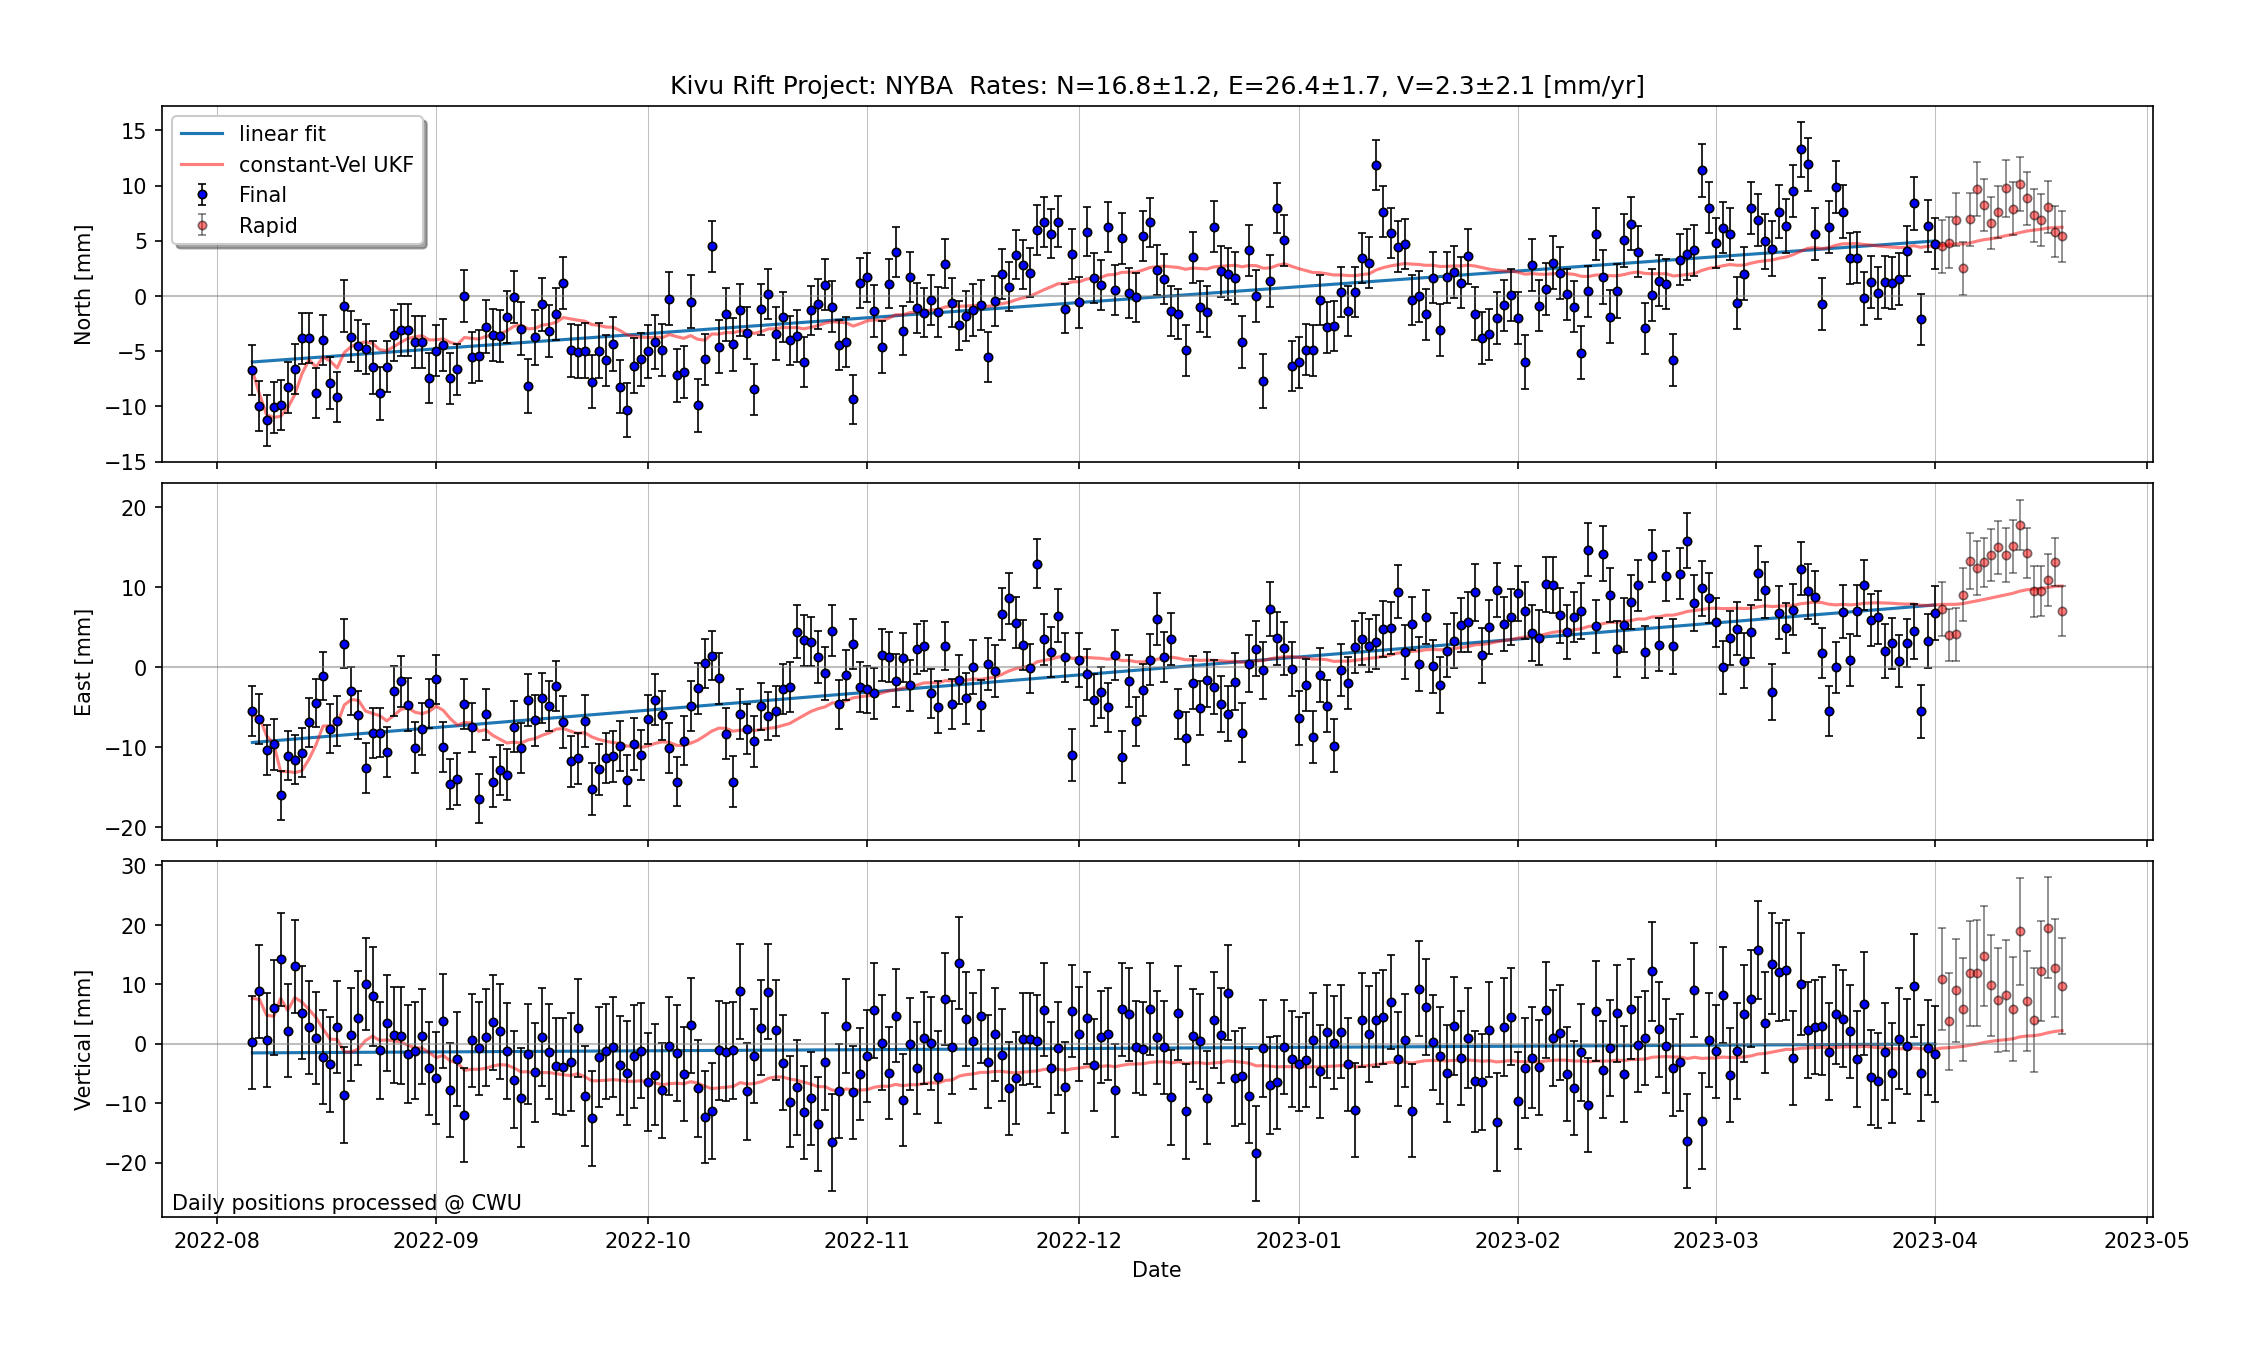 Kivu Rift Project: NYBA  Rates: N=16.8±1.2, E=26.4±1.7, V=2.3±2.1 [mm/yr]
linear fit
constant-Vel UKF
Final
Rapid
North [mm]
15
10
5
0
−5
−10
−15
East [mm]
20
10
0
−10
−20
Vertical [mm]
30
20
10
0
−10
−20
Daily positions processed @ CWU
2022-08 2022-09 2022-10 2022-11 2022-12 2023-01 2023-02 2023-03 2023-04 2023-05
Date